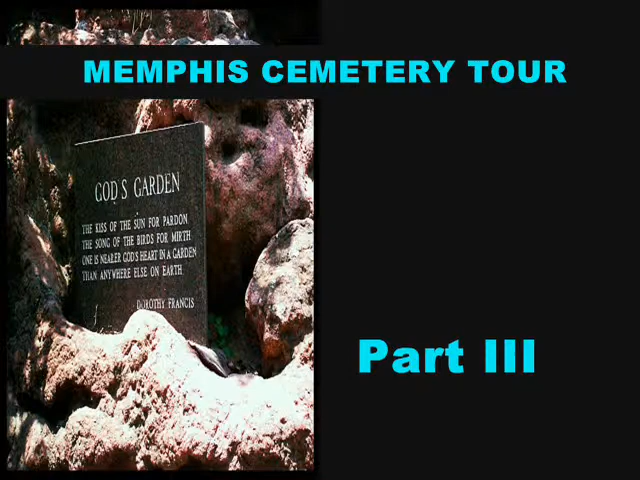 MEMPHIS CEMETERY TOUR
GOD'S GARDEN
THE KISS OF THE SUN FOR PARDON
THE SONG OF THE BIRDS FOR MIRTH
ONE IS NEARER GOD'S HEART IN A GARDEN
THAN ANYWHERE ELSE ON EARTH
DOROTHY FRANCIS
Part III